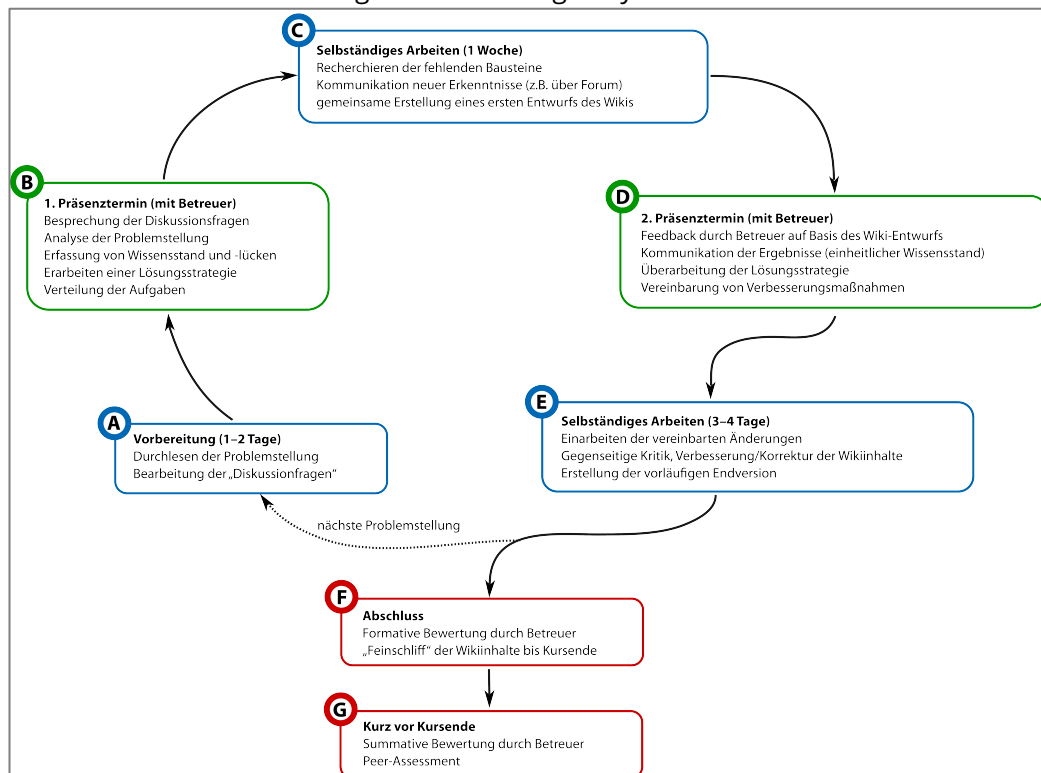 A
Vorbereitung (1–2 Tage)
Durchlesen der Problemstellung
Bearbeitung der „Diskussionfragen“
B
1. Präsenztermin (mit Betreuer)
Besprechung der Diskussionsfragen
Analyse der Problemstellung
Erfassung von Wissensstand und -lücken
Erarbeiten einer Lösungsstrategie
Verteilung der Aufgaben
C
Selbständiges Arbeiten (1 Woche)
Recherchieren der fehlenden Bausteine
Kommunikation neuer Erkenntnisse (z.B. über Forum)
gemeinsame Erstellung eines ersten Entwurfs des Wikis
D
2. Präsenztermin (mit Betreuer)
Feedback durch Betreuer auf Basis des Wiki-Entwurfs
Kommunikation der Ergebnisse (einheitlicher Wissensstand)
Überarbeitung der Lösungsstrategie
Vereinbarung von Verbesserungsmaßnahmen
E
Selbständiges Arbeiten (3–4 Tage)
Einarbeiten der vereinbarten Änderungen
Gegenseitige Kritik, Verbesserung/Korrektur der Wikiinhalte
Erstellung der vorläufigen Endversion
nächste Problemstellung
F
Abschluss
Formative Bewertung durch Betreuer
„Feinschliff“ der Wikiinhalte bis Kursende
G
Kurz vor Kursende
Summative Bewertung durch Betreuer
Peer-Assessment